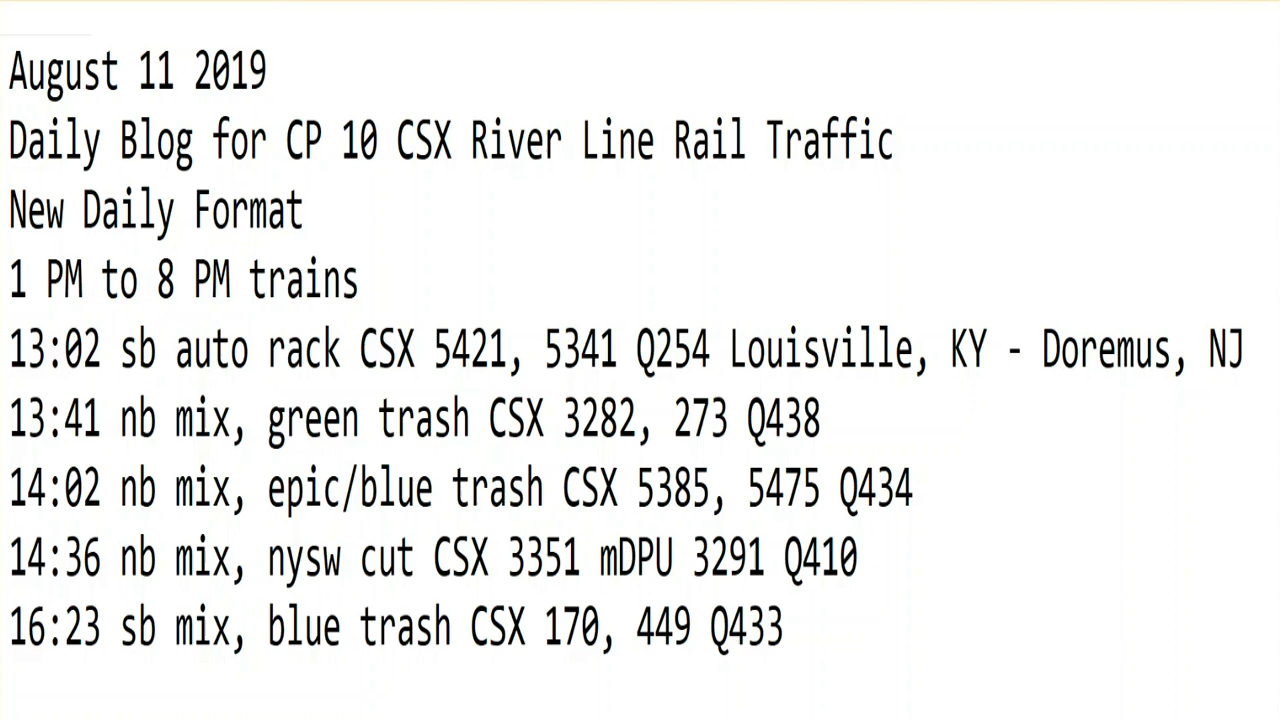 August 11 2019
Daily Blog for CP 10 CSX River Line Rail Traffic
New Daily Format
1 PM to 8 PM trains
13:02 sb auto rack CSX 5421, 5341 Q254 Louisville, KY - Doremus, NJ
13:41 nb mix, green trash CSX 3282, 273 Q438
14:02 nb mix, epic/blue trash CSX 5385, 5475 Q434
14:36 nb mix, nysw cut CSX 3351 mDPU 3291 Q410
16:23 sb mix, blue trash CSX 170, 449 Q433